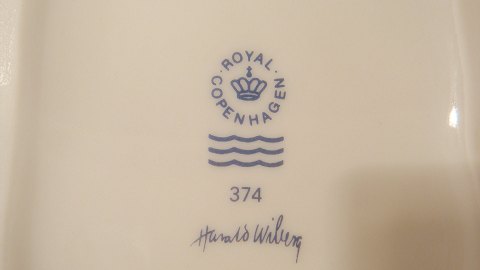 · ROYAL ·
COPENHAGEN
374
Harald Wiberg